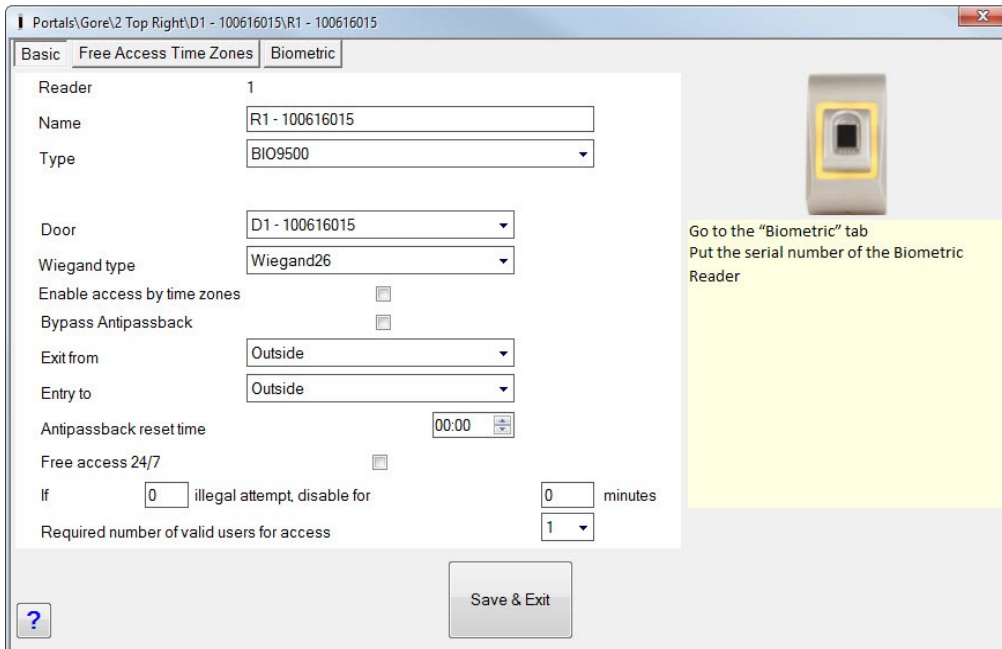 Portals\Gore\2 Top Right\D1 - 100616015\R1 - 100616015
Basic Free Access Time Zones Biometric
Reader 1
Name R1 - 100616015
Type BIO9500
Door D1 - 100616015
Wiegand type Wiegand26
Enable access by time zones
Bypass Antipassback
Exit from Outside
Entry to Outside
Antipassback reset time 00:00
Free access 24/7
If 0 illegal attempt, disable for 0 minutes
Required number of valid users for access 1
Go to the “Biometric” tab
Put the serial number of the Biometric
Reader
Save & Exit
?